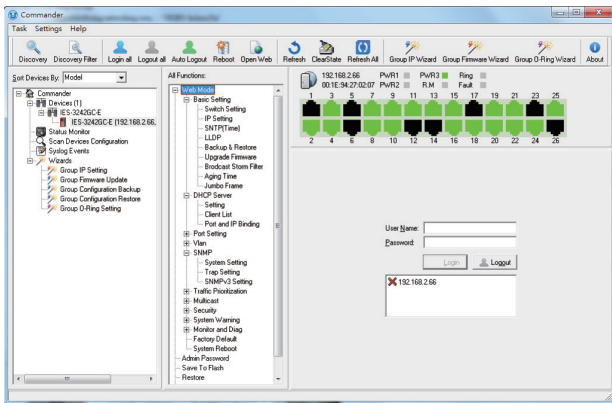 Commander
Task Settings Help
Discovery Discovery Filter Login all Logout all Auto Logout Reboot Open Web Refresh ClearState Refresh All Group IP Wizard Group Firmware Wizard Group O-Ring Wizard About
Sort Devices By: Model
Commander
Devices (1)
IES-3242GC-E
IES-3242GC-E (192.168.2.66,
Status Monitor
Scan Devices Configuration
Syslog Events
Wizards
Group IP Setting
Group Firmware Update
Group Configuration Backup
Group Configuration Restore
Group O-Ring Setting
All Functions:
Web Mode
Basic Setting
Switch Setting
IP Setting
SNTP(Time)
LLDP
Backup & Restore
Upgrade Firmware
Brodcast Storm Filter
Aging Time
Jumbo Frame
DHCP Server
Setting
Client List
Port and IP Binding
Port Setting
Vlan
SNMP
System Setting
Trap Setting
SNMPv3 Setting
Traffic Prioritization
Multicast
Security
System Warning
Monitor and Diag
Factory Default
System Reboot
Admin Password
Save To Flash
Restore
192.168.2.66 PWR1 PWR3 Ring
00:1E:94:27:02:07 PWR2 R.M Fault
1 3 5 7 9 11 13 15 17 19 21 23 25
2 4 6 8 10 12 14 16 18 20 22 24 26
User Name:
Password:
Login Loggut
192.168.2.66